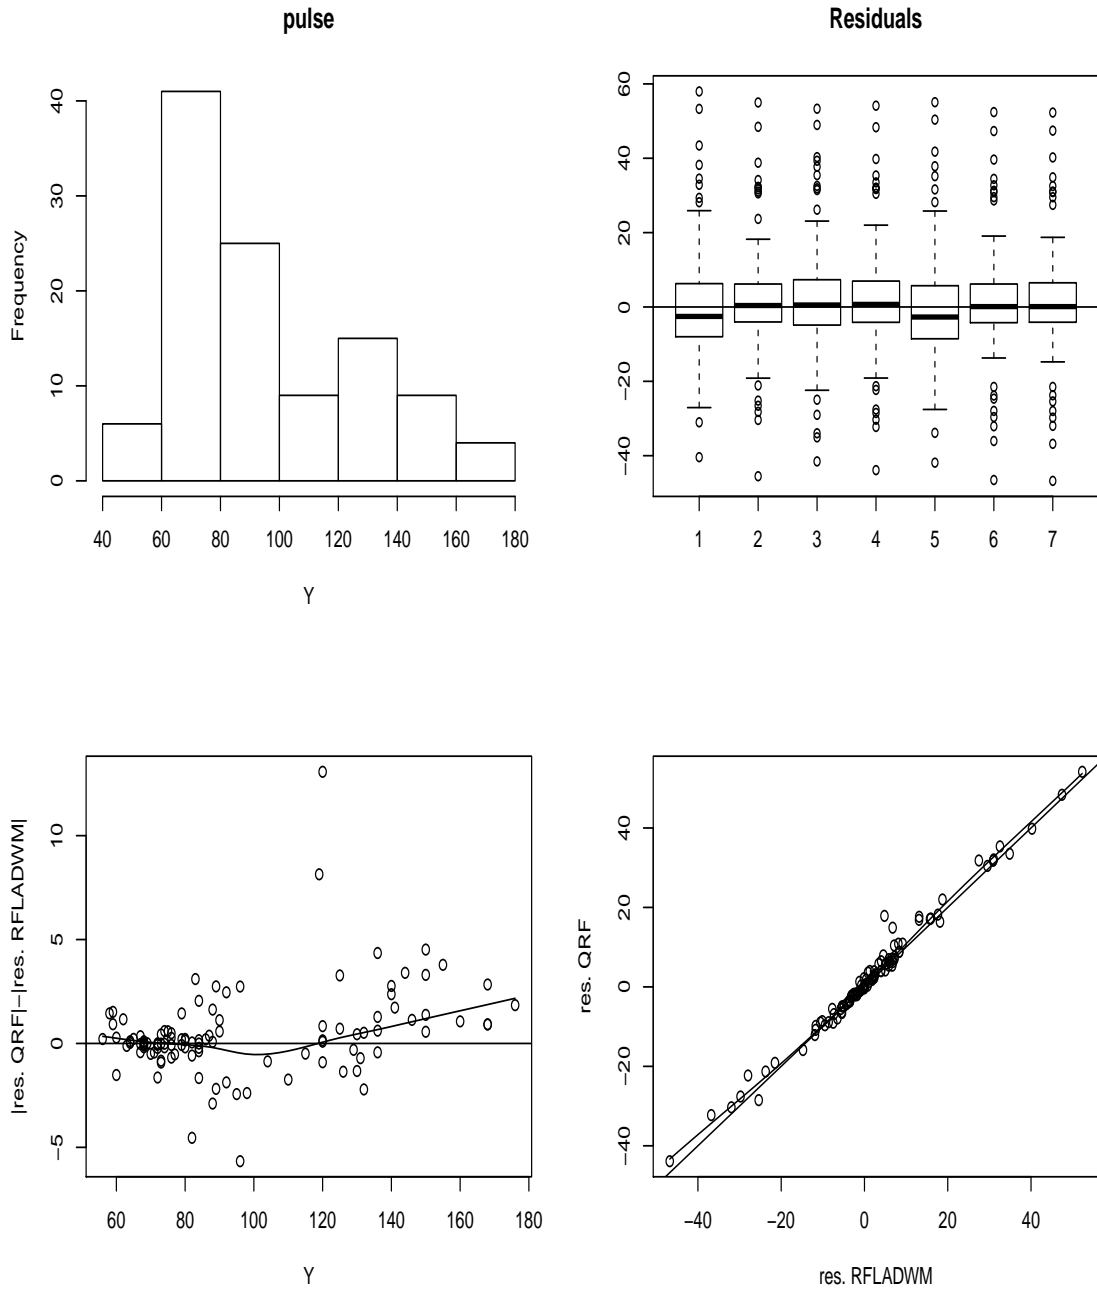 pulse
Frequency
0
10
20
30
40
40 60 80 100 120 140 160 180
Y
Residuals
−40
−20
0
20
40
60
1 2 3 4 5 6 7
|res. QRF|−|res. RFLADWM|
−5
0
5
10
60 80 100 120 140 160 180
Y
res. QRF
−40
−20
0
20
40
−40 −20 0 20 40
res. RFLADWM